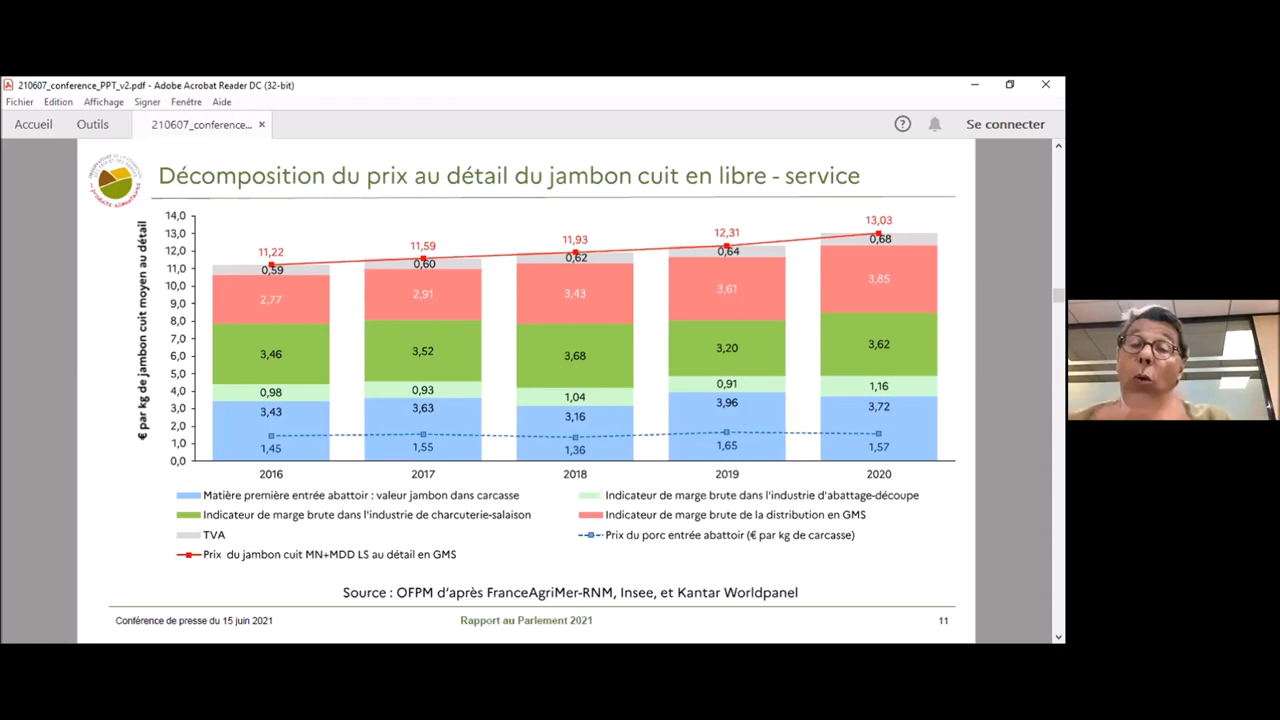 210607_conference_PPT_v2.pdf - Adobe Acrobat Reader DC (32-bit)
Fichier Edition Affichage Signer Fenêtre Aide
Accueil Outils 210607_conference... × Se connecter
Décomposition du prix au détail du jambon cuit en libre - service
€ par kg de jambon cuit moyen au détail
14,0
13,0
12,0
11,0
10,0
9,0
8,0
7,0
6,0
5,0
4,0
3,0
2,0
1,0
0,0
11,22 11,59 11,93 12,31 13,03
0,59 0,60 0,62 0,64 0,68
2,77 2,91 3,43 3,61 3,85
3,46 3,52 3,68 3,20 3,62
0,98 0,93 1,04 0,91 1,16
3,43 3,63 3,16 3,96 3,72
1,45 1,55 1,36 1,65 1,57
2016 2017 2018 2019 2020
Matière première entrée abattoir : valeur jambon dans carcasse
Indicateur de marge brute dans l'industrie d'abattage-découpe
Indicateur de marge brute dans l'industrie de charcuterie-salaison
Indicateur de marge brute de la distribution en GMS
TVA
Prix du porc entrée abattoir (€ par kg de carcasse)
Prix du jambon cuit MN+MDD LS au détail en GMS
Source : OFPM d'après FranceAgriMer-RNM, Insee, et Kantar Worldpanel
Conférence de presse du 15 juin 2021
Rapport au Parlement 2021
11